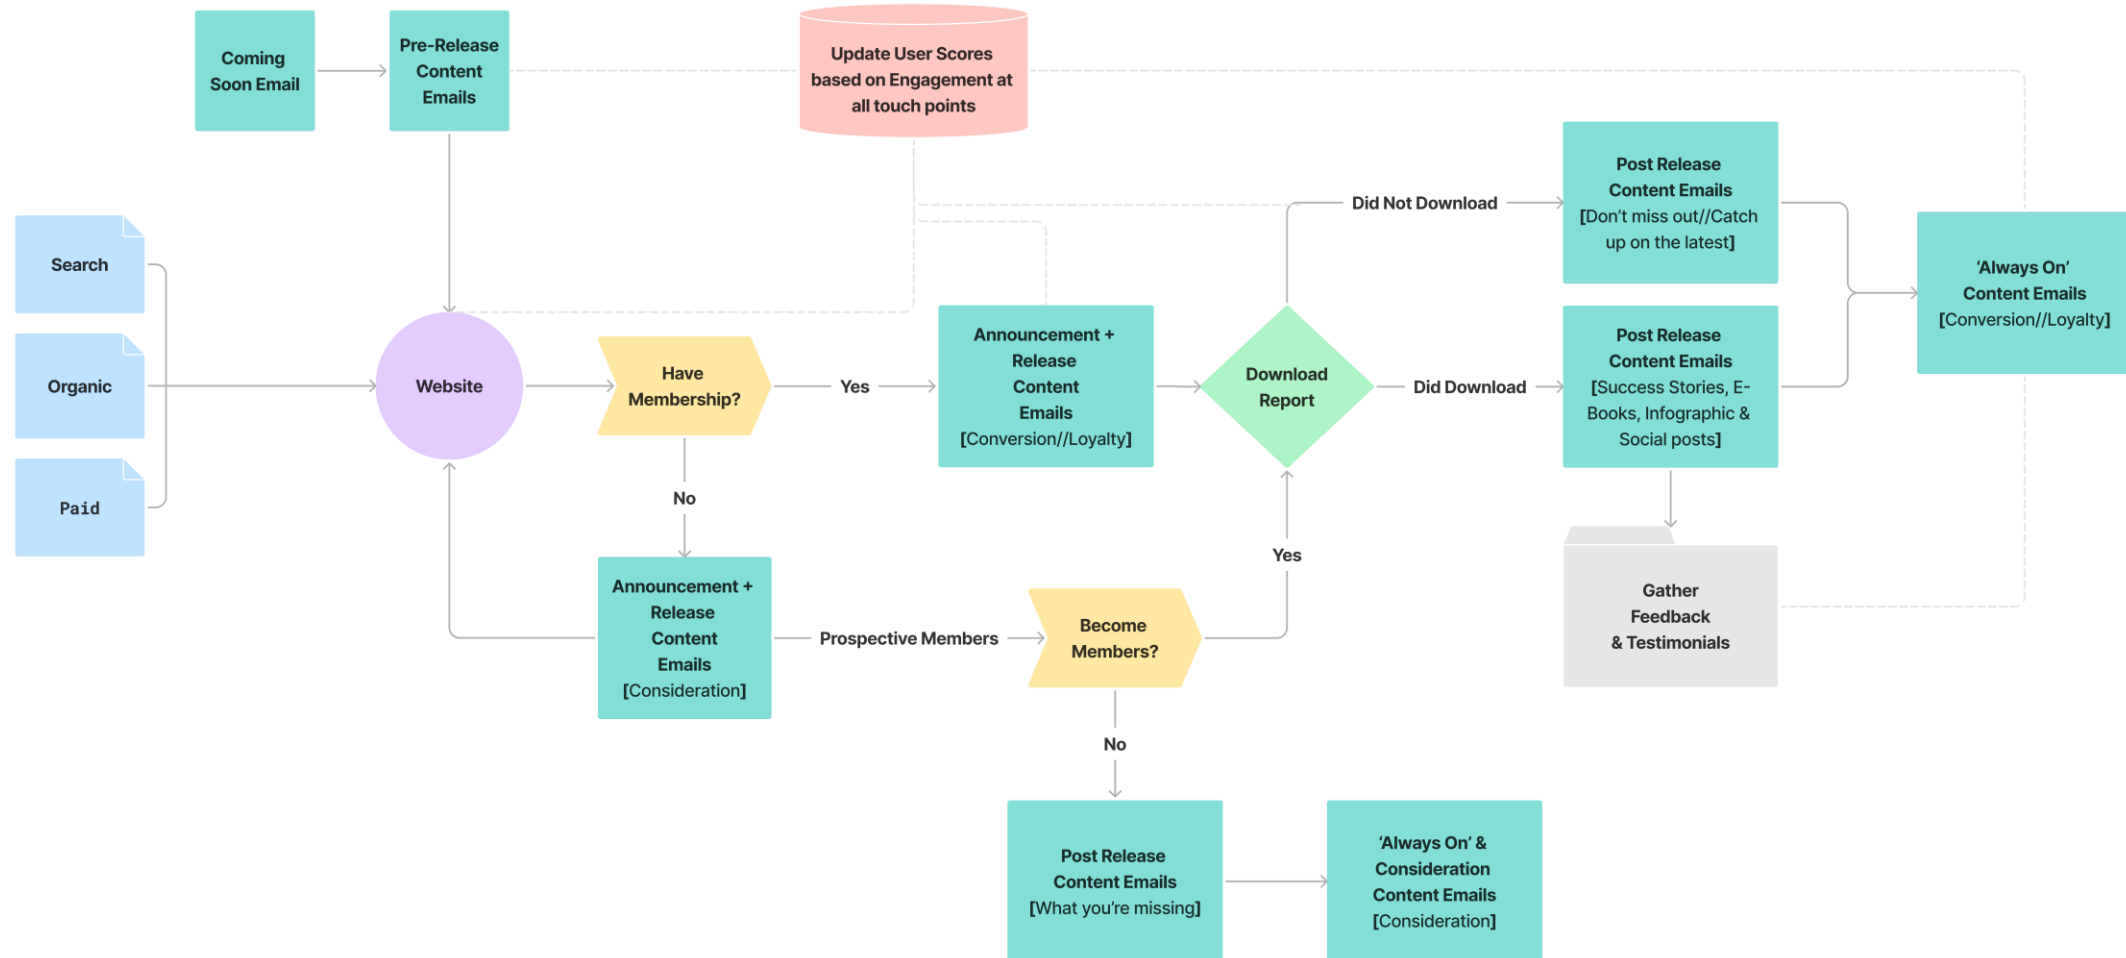 Coming
Soon Email
Pre-Release
Content
Emails
Update User Scores
based on Engagement at
all touch points
Search
Organic
Paid
Website
Have
Membership?
Yes
No
Announcement +
Release
Content
Emails
[Conversion//Loyalty]
Download
Report
Did Not Download
Did Download
Post Release
Content Emails
[Don’t miss out//Catch
up on the latest]
Post Release
Content Emails
[Success Stories, E-
Books, Infographic &
Social posts]
‘Always On’
Content Emails
[Conversion//Loyalty]
Gather
Feedback
& Testimonials
Announcement +
Release
Content
Emails
[Consideration]
Prospective Members
Become
Members?
Yes
No
Post Release
Content Emails
[What you’re missing]
‘Always On’ &
Consideration
Content Emails
[Consideration]